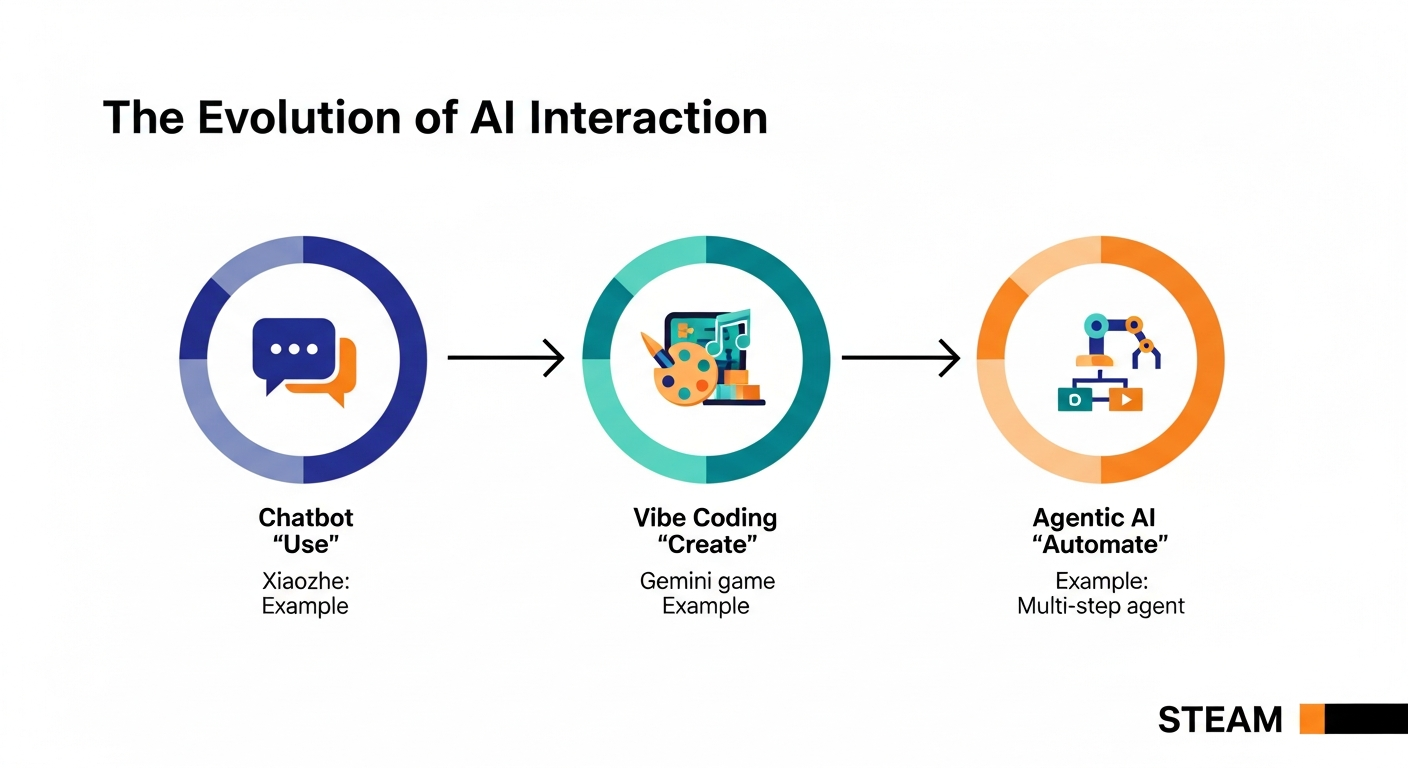 The Evolution of AI Interaction
Chatbot
“Use”
Xiaozhe:
Example
Vibe Coding
“Create”
Gemini game
Example
Agentic AI
“Automate”
Example:
Multi-step agent
D
STEAM